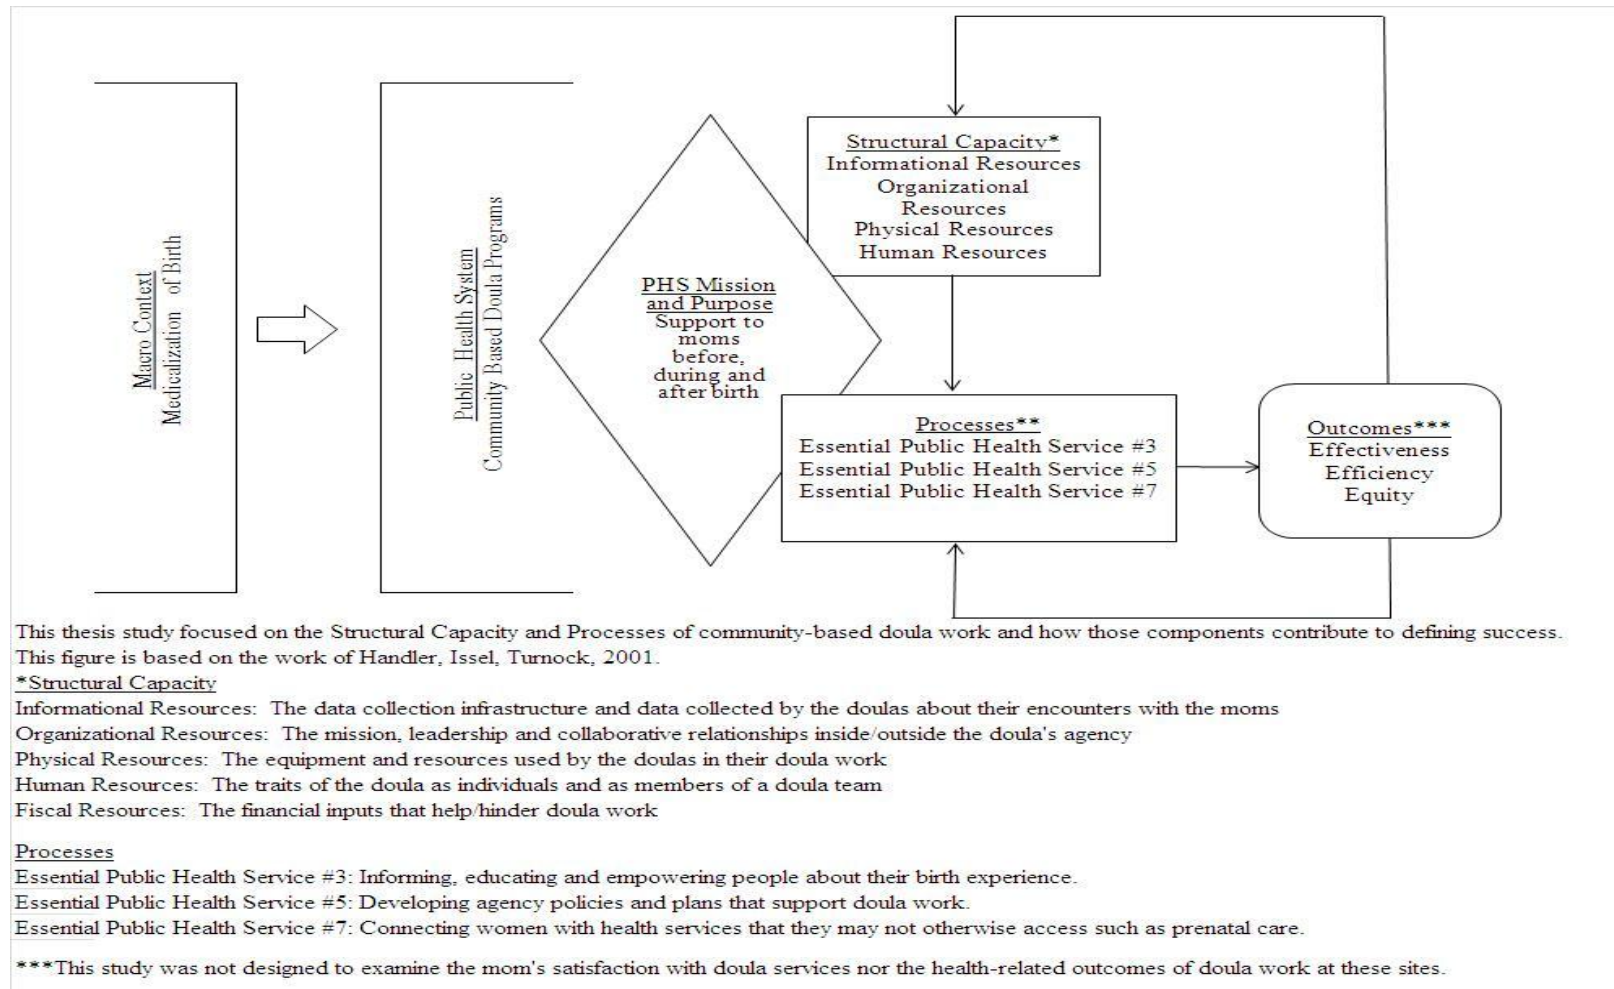 Macro Context
Medicalization of Birth
Public Health System
Community Based Doula Programs
PHS Mission
and Purpose
Support to
moms
before,
during and
after birth
Structural Capacity*
Informational Resources
Organizational
Resources
Physical Resources
Human Resources
Processes**
Essential Public Health Service #3
Essential Public Health Service #5
Essential Public Health Service #7
Outcomes***
Effectiveness
Efficiency
Equity
This thesis study focused on the Structural Capacity and Processes of community-based doula work and how those components contribute to defining success.
This figure is based on the work of Handler, Issel, Turnock, 2001.
*Structural Capacity
Informational Resources: The data collection infrastructure and data collected by the doulas about their encounters with the moms
Organizational Resources: The mission, leadership and collaborative relationships inside/outside the doula's agency
Physical Resources: The equipment and resources used by the doulas in their doula work
Human Resources: The traits of the doula as individuals and as members of a doula team
Fiscal Resources: The financial inputs that help/hinder doula work
Processes
Essential Public Health Service #3: Informing, educating and empowering people about their birth experience.
Essential Public Health Service #5: Developing agency policies and plans that support doula work.
Essential Public Health Service #7: Connecting women with health services that they may not otherwise access such as prenatal care.
***This study was not designed to examine the mom's satisfaction with doula services nor the health-related outcomes of doula work at these sites.